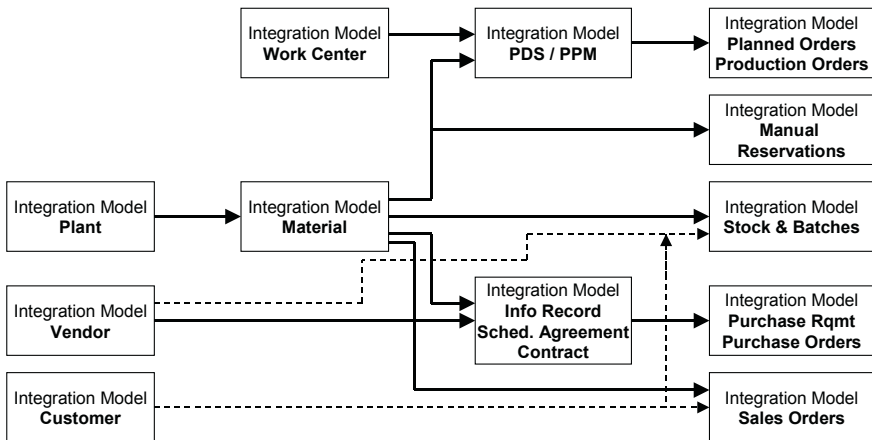 Integration Model
Work Center
Integration Model
PDS / PPM
Integration Model
Planned Orders
Production Orders
Integration Model
Manual
Reservations
Integration Model
Plant
Integration Model
Material
Integration Model
Stock & Batches
Integration Model
Vendor
Integration Model
Info Record
Sched. Agreement
Contract
Integration Model
Purchase Rqmt
Purchase Orders
Integration Model
Customer
Integration Model
Sales Orders